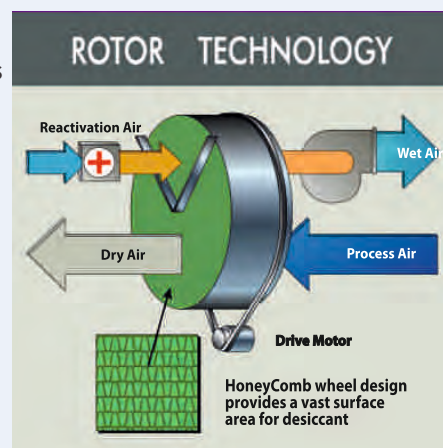 ROTOR TECHNOLOGY
Reactivation Air
Wet Air
Dry Air
Process Air
Drive Motor
HoneyComb wheel design
provides a vast surface
area for desiccant